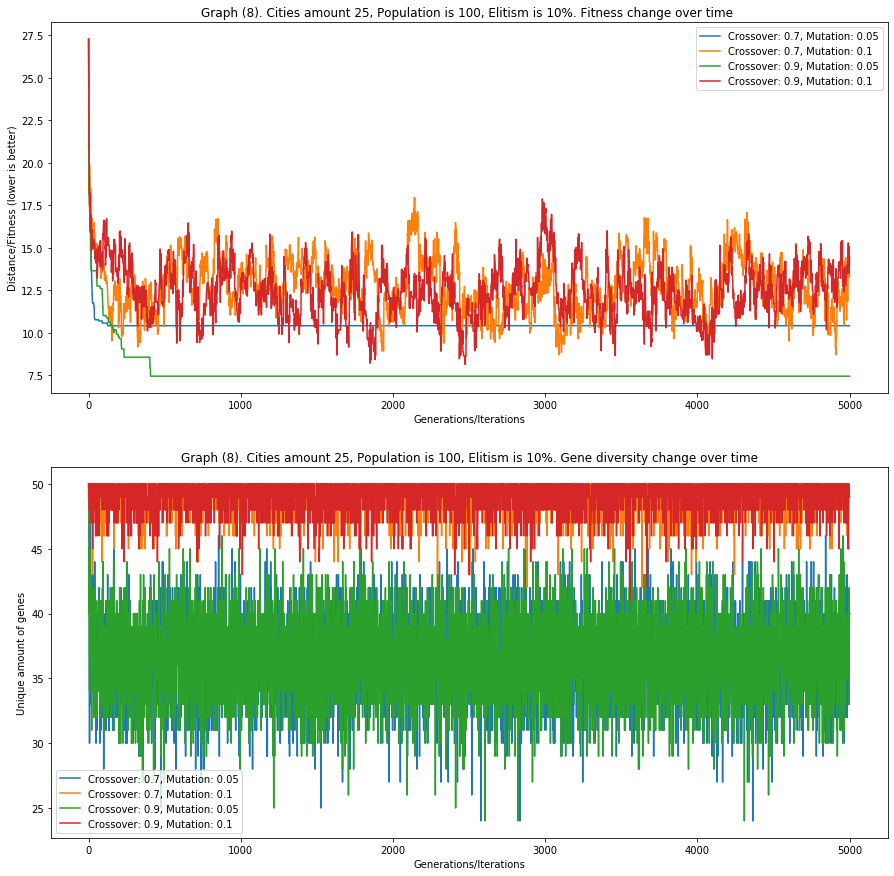 Graph (8). Cities amount 25, Population is 100, Elitism is 10%. Fitness change over time
Distance/Fitness (lower is better)
27.5
25.0
22.5
20.0
17.5
15.0
12.5
10.0
7.5
Crossover: 0.7, Mutation: 0.05
Crossover: 0.7, Mutation: 0.1
Crossover: 0.9, Mutation: 0.05
Crossover: 0.9, Mutation: 0.1
0 1000 2000 3000 4000 5000
Generations/Iterations
Graph (8). Cities amount 25, Population is 100, Elitism is 10%. Gene diversity change over time
Unique amount of genes
50
45
40
35
30
25
Crossover: 0.7, Mutation: 0.05
Crossover: 0.7, Mutation: 0.1
Crossover: 0.9, Mutation: 0.05
Crossover: 0.9, Mutation: 0.1
0 1000 2000 3000 4000 5000
Generations/Iterations